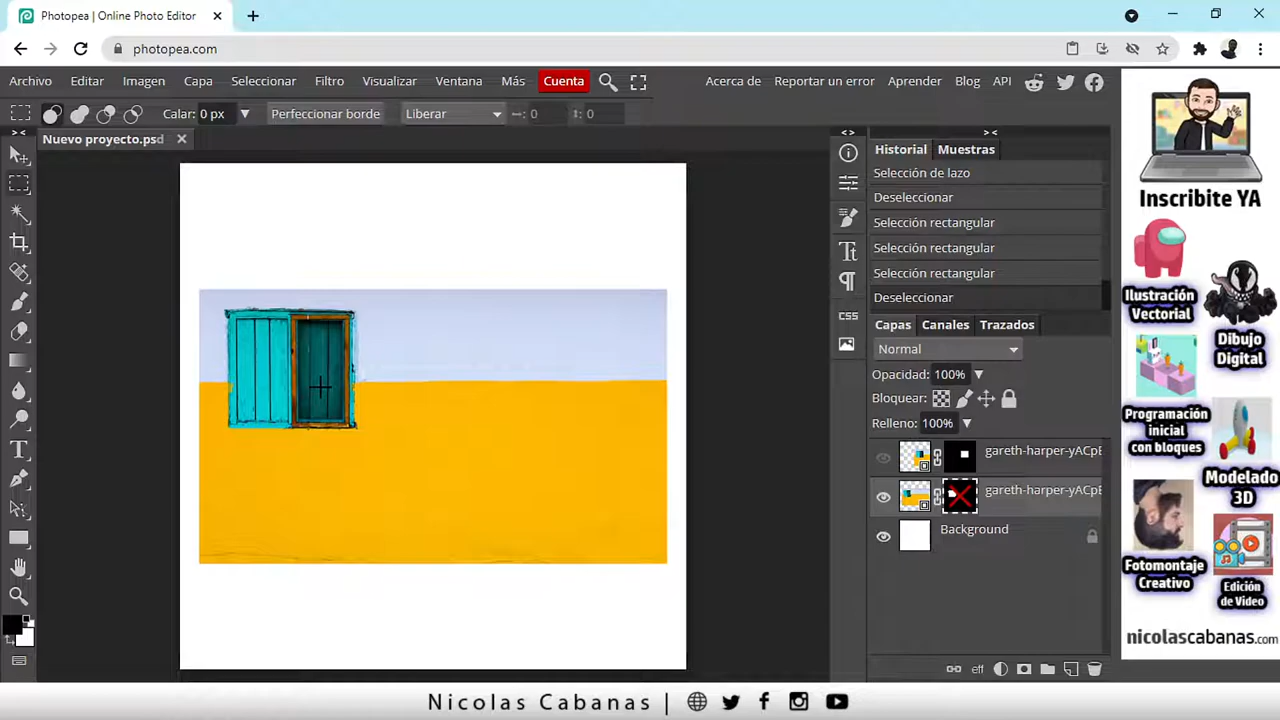 Photopea | Online Photo Editor
photopea.com
Archivo Editar Imagen Capa Seleccionar Filtro Visualizar Ventana Más Cuenta
Acerca de Reportar un error Aprender Blog API
Calar: 0 px Perfeccionar borde Liberar 0 0
Nuevo proyecto.psd
Historial Muestras
Selección de lazo
Deseleccionar
Selección rectangular
Selección rectangular
Selección rectangular
Deseleccionar
Capas Canales Trazados
Normal
Opacidad: 100%
Bloquear:
Relleno: 100%
gareth-harper-yACpE
gareth-harper-yACpE
Background
CSS
eff
Inscribite YA
Ilustración
Vectorial
Dibujo
Digital
Programación
inicial
con bloques
Modelado
3D
Fotomontaje
Creativo
Edición
de Video
nicolascabanas.com
Nicolas Cabanas |